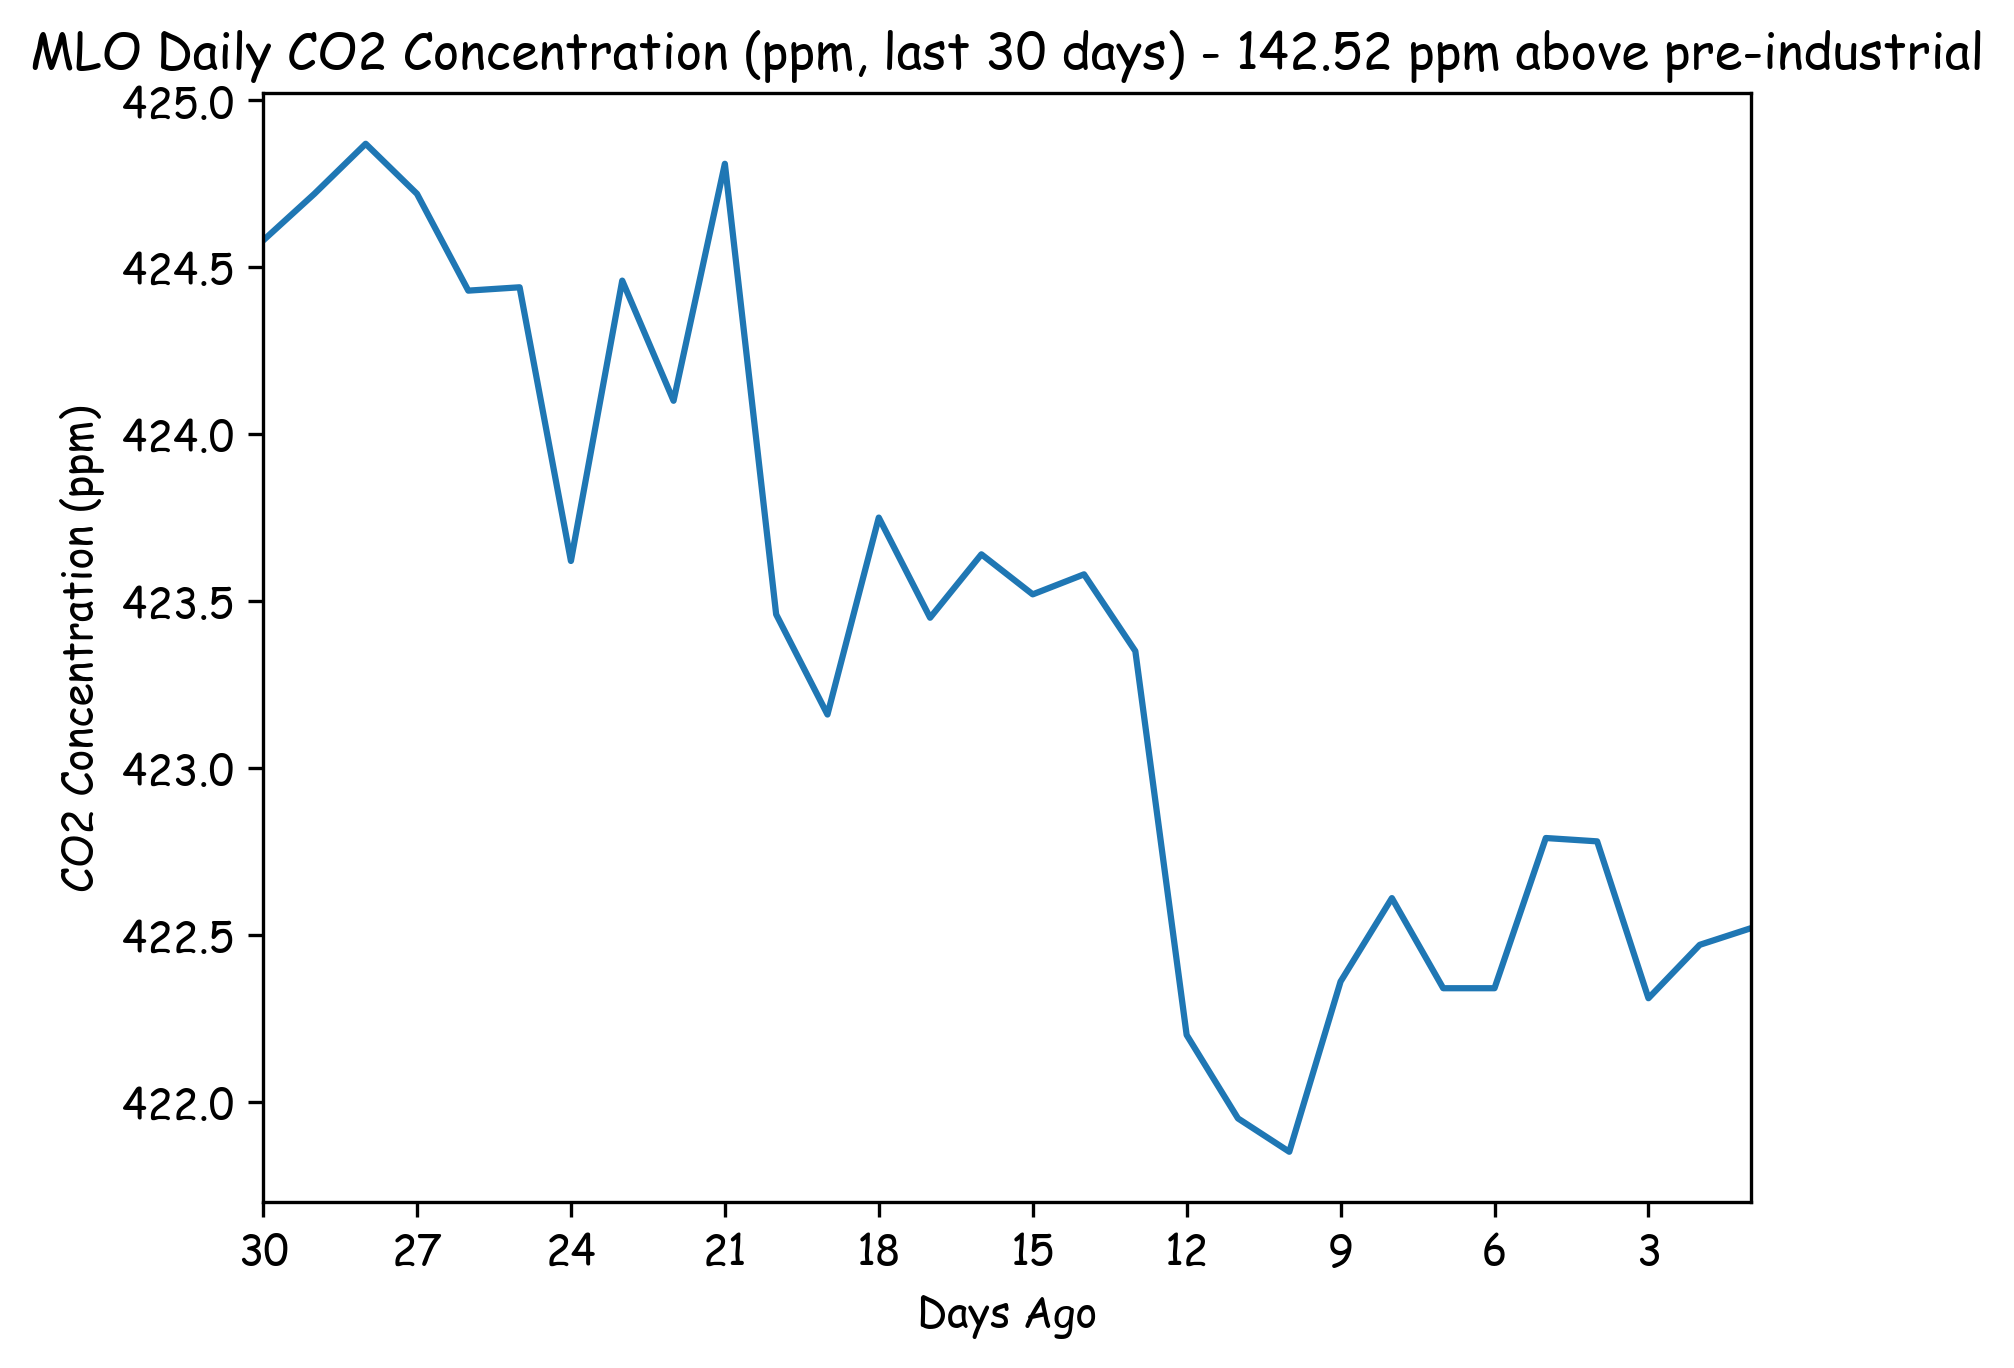 MLO Daily CO2 Concentration (ppm, last 30 days) - 142.52 ppm above pre-industrial
425.0
424.5
424.0
423.5
423.0
422.5
422.0
CO2 Concentration (ppm)
30 27 24 21 18 15 12 9 6 3
Days Ago